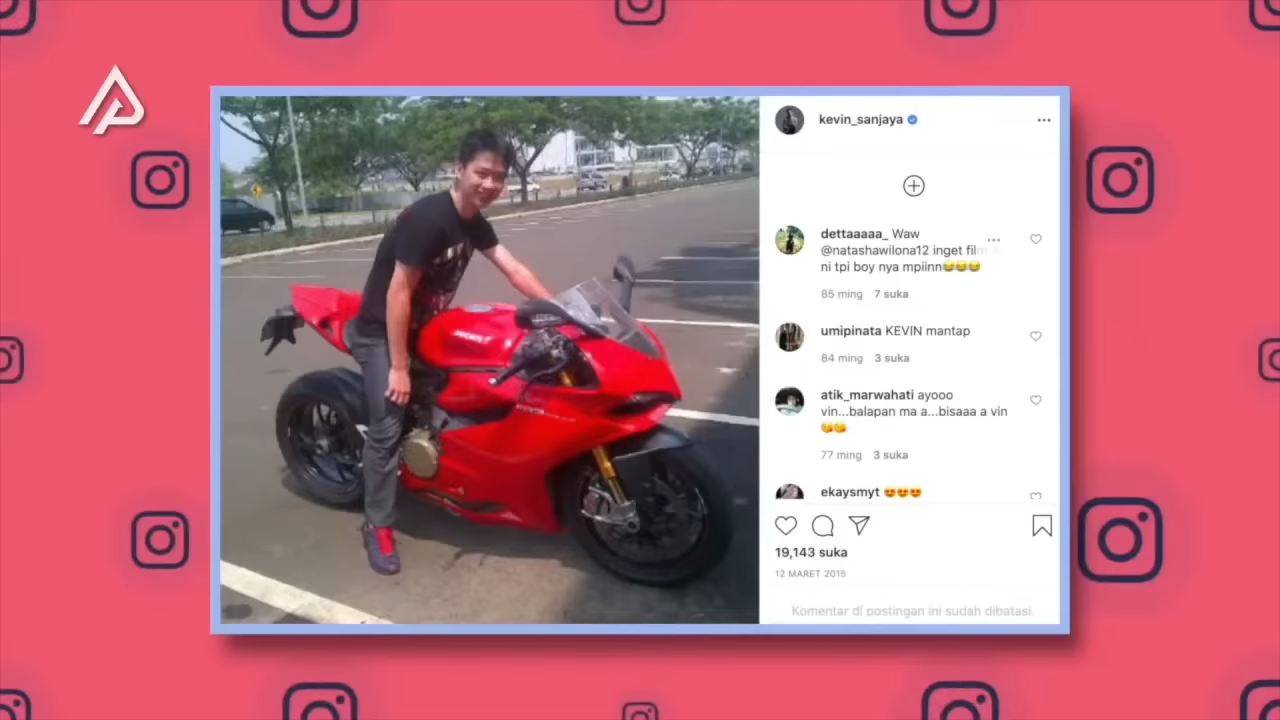 kevin_sanjaya
dettaaaaa_ Waw
@natashawilona12 inget film
ni tpi boy nya mpiinn😂😂😂
85 ming 7 suka
umipinata KEVIN mantap
84 ming 3 suka
atik_marwahati ayooo
vin...balapan ma a...bisaaa a vin
😘😘
77 ming 3 suka
ekaysmyt 😍😍😍
19,143 suka
12 MARET 2015
Komentar di postingan ini sudah dibatasi.